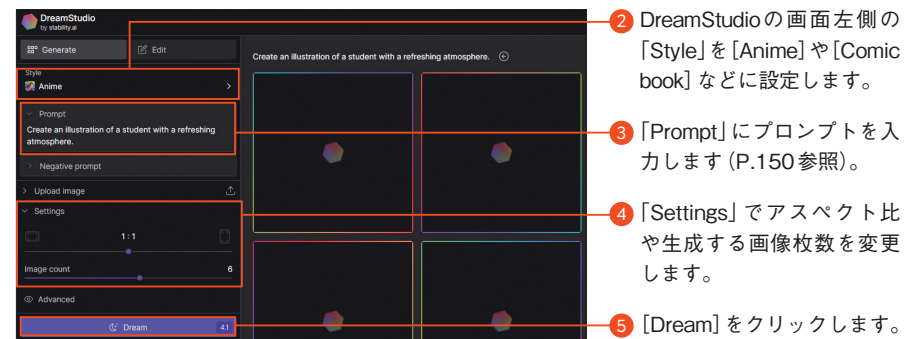 DreamStudio
by stability.ai
Generate
Edit
Style
Anime
Prompt
Create an illustration of a student with a refreshing
atmosphere.
Negative prompt
Upload image
Settings
1:1
Image count 6
Advanced
Dream 4.1
Create an illustration of a student with a refreshing atmosphere.
2 DreamStudioの画面左側の
「Style」を[Anime]や[Comic
book]などに設定します。
3 「Prompt」にプロンプトを入
力します（P.150参照）。
4 「Settings」でアスペクト比
や生成する画像枚数を変更
します。
5 [Dream]をクリックします。